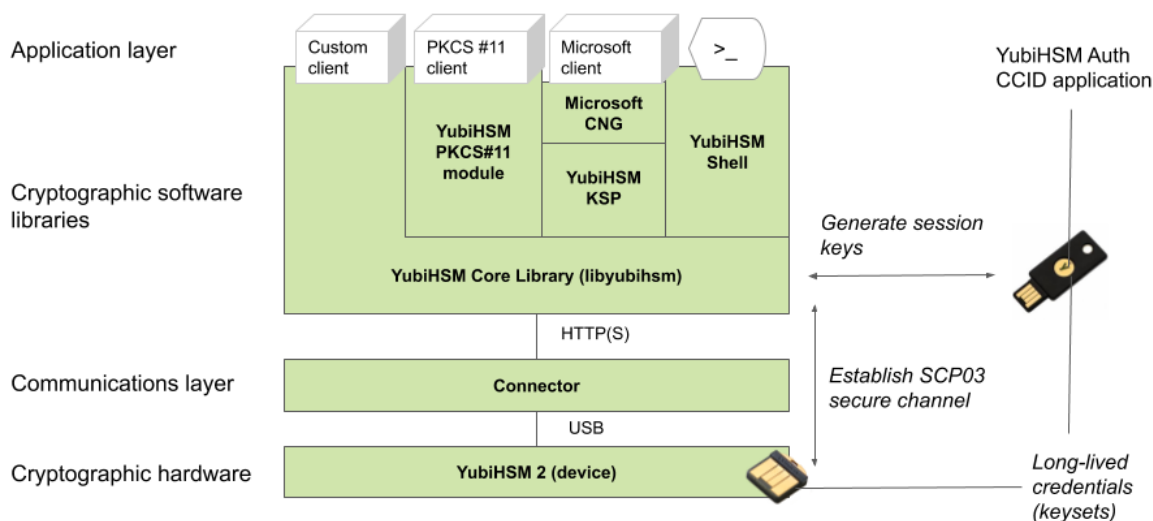 Application layer
Custom
client
PKCS #11
client
Microsoft
client
>_
YubiHSM Auth
CCID application
Microsoft
CNG
YubiHSM
PKCS#11
module
YubiHSM
Shell
YubiHSM
KSP
Cryptographic software
libraries
Generate session
keys
YubiHSM Core Library (libyubihsm)
HTTP(S)
Communications layer
Connector
Establish SCP03
secure channel
USB
Cryptographic hardware
YubiHSM 2 (device)
Long-lived
credentials
(keysets)